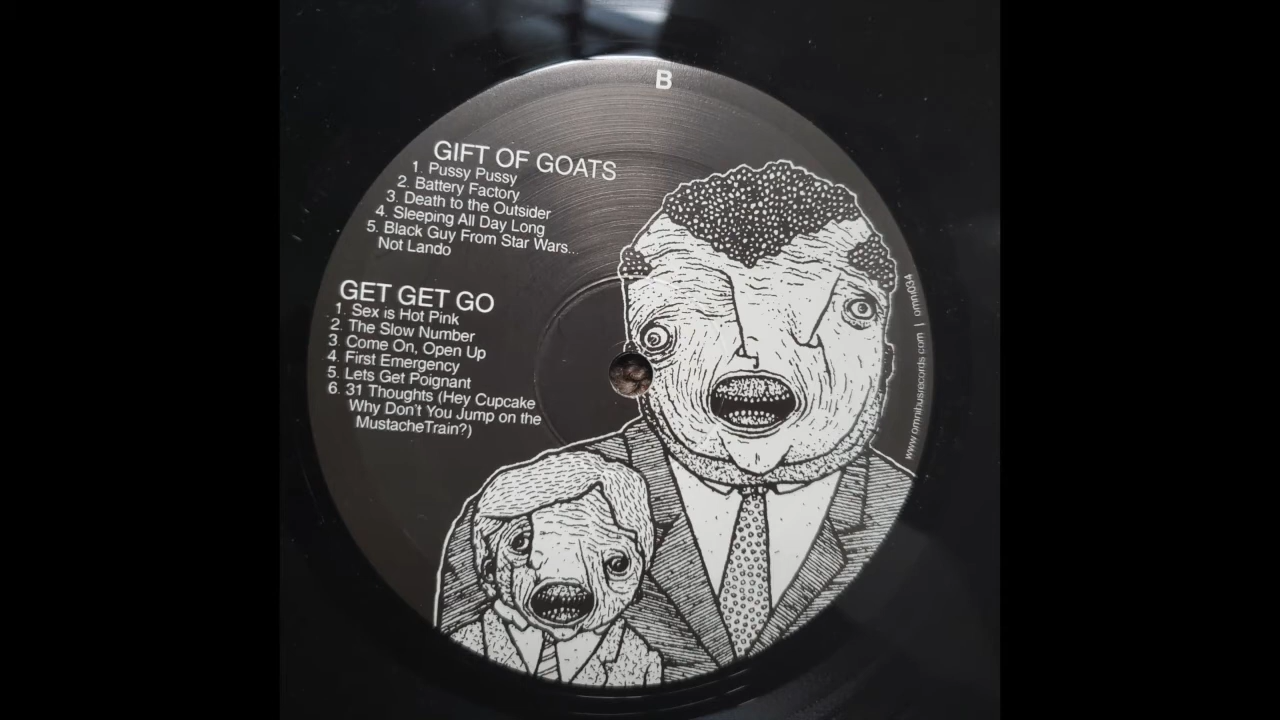 B
GIFT OF GOATS
1. Pussy Pussy
2. Battery Factory
3. Death to the Outsider
4. Sleeping All Day Long
5. Black Guy From Star Wars...
Not Lando
GET GET GO
1. Sex is Hot Pink
2. The Slow Number
3. Come On, Open Up
4. First Emergency
5. Lets Get Poignant
6. 31 Thoughts (Hey Cupcake
Why Don't You Jump on the
MustacheTrain?)
www.omnibusrecords.com | omni034